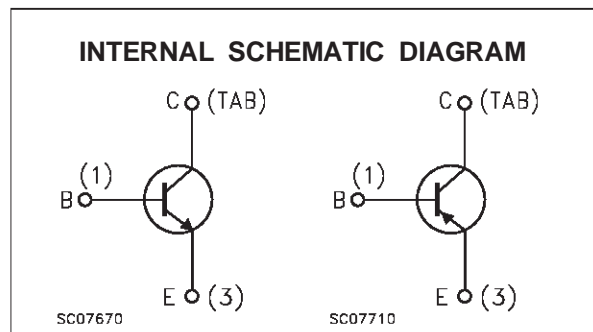 INTERNAL SCHEMATIC DIAGRAM
C (TAB) C (TAB)
(1) (1)
B B
E (3) E (3)
SC07670 SC07710